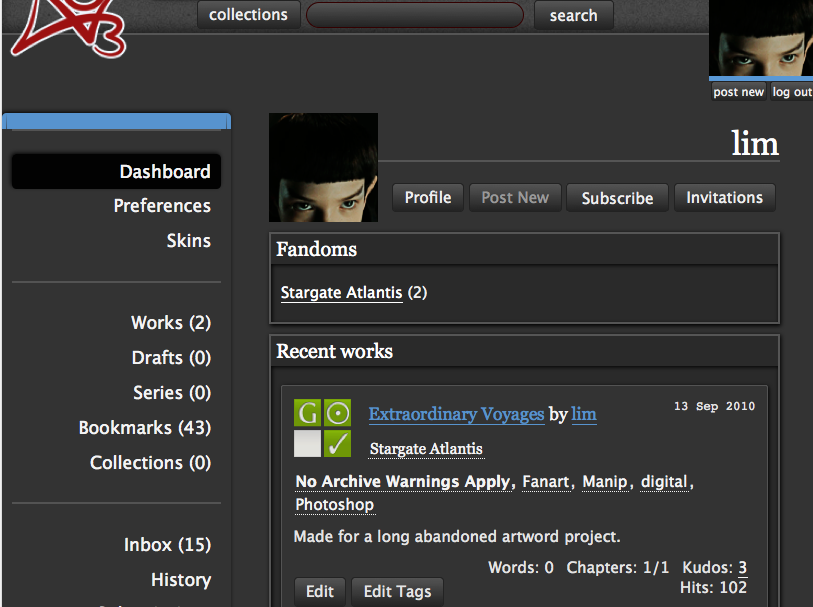 collections
search
post new
log out
lim
Dashboard
Preferences
Skins
Works (2)
Drafts (0)
Series (0)
Bookmarks (43)
Collections (0)
Inbox (15)
History
Profile
Post New
Subscribe
Invitations
Fandoms
Stargate Atlantis (2)
Recent works
G
Extraordinary Voyages by lim
13 Sep 2010
Stargate Atlantis
No Archive Warnings Apply, Fanart, Manip, digital,
Photoshop
Made for a long abandoned artword project.
Words: 0 Chapters: 1/1 Kudos: 3
Hits: 102
Edit
Edit Tags